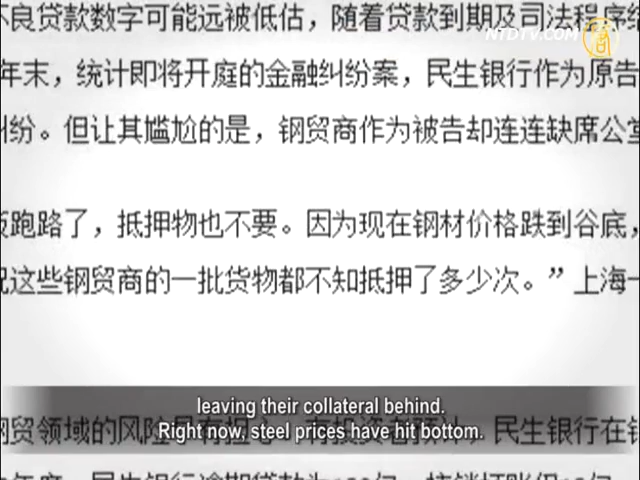 不良贷款数字可能远被低估，随着贷款到期及司法程序
NTDTV.com
年末，统计即将开庭的金融纠纷案，民生银行作为原告
纠纷。但让其尴尬的是，钢贸商作为被告却连连缺席公堂
跑路了，抵押物也不要。因为现在钢材价格跌到谷底，
况这些钢贸商的一批货物都不知抵押了多少次。”上海一
leaving their collateral behind.
钢贸领域的风险
民生银行在钢
Right now, steel prices have hit bottom.